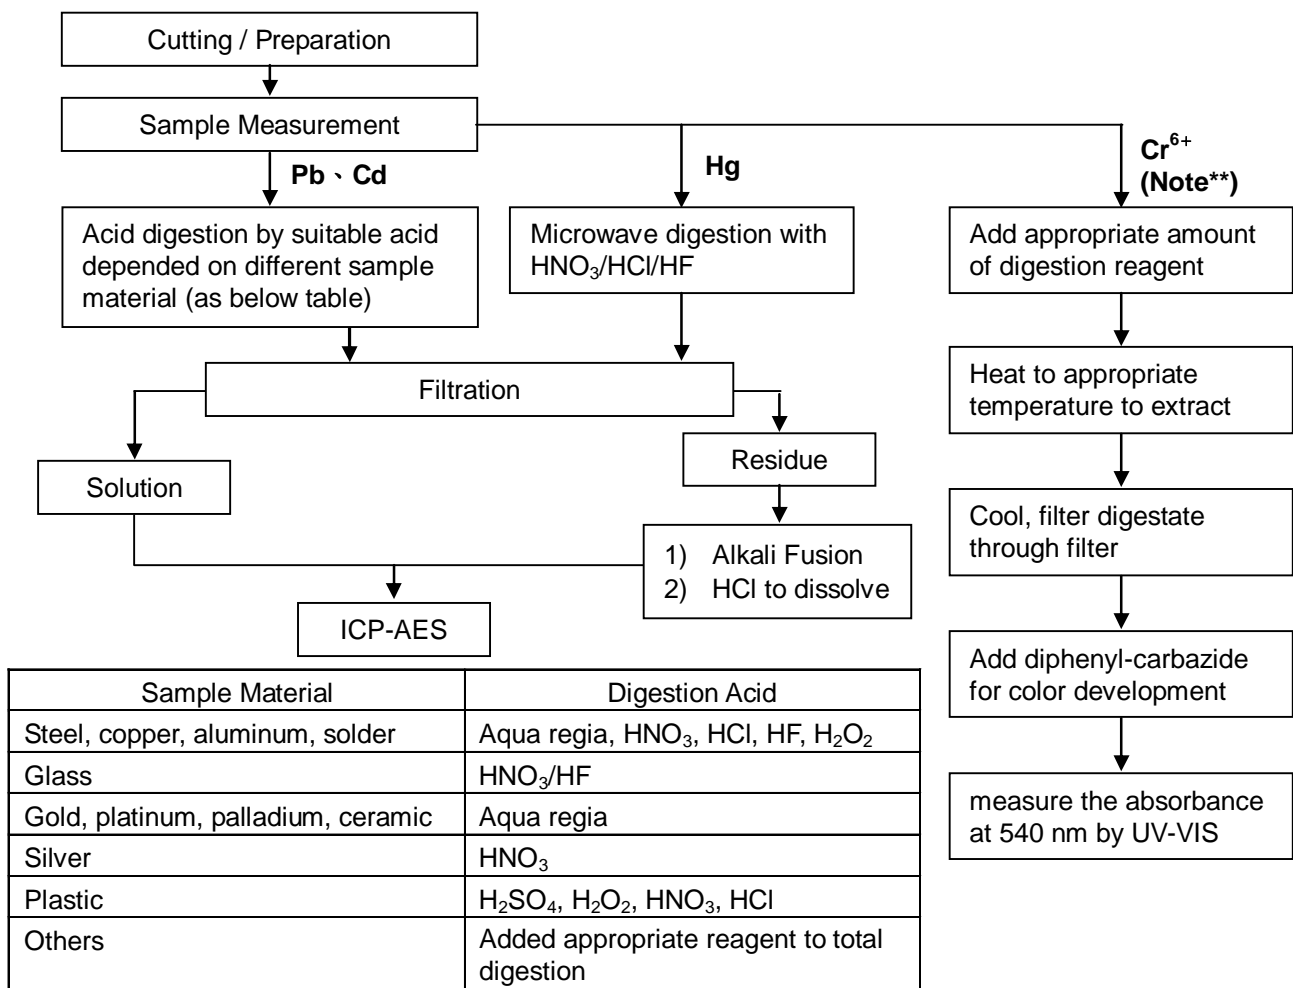 Cutting / Preparation
Sample Measurement
Pb、Cd
Hg
Cr⁶⁺
(Note**)
Acid digestion by suitable acid
depended on different sample
material (as below table)
Microwave digestion with
HNO₃/HCl/HF
Add appropriate amount
of digestion reagent
Filtration
Heat to appropriate
temperature to extract
Solution
Residue
Cool, filter digestate
through filter
1) Alkali Fusion
2) HCl to dissolve
ICP-AES
Add diphenyl-carbazide
for color development
measure the absorbance
at 540 nm by UV-VIS
Sample Material Digestion Acid
Steel, copper, aluminum, solder Aqua regia, HNO₃, HCl, HF, H₂O₂
Glass HNO₃/HF
Gold, platinum, palladium, ceramic Aqua regia
Silver HNO₃
Plastic H₂SO₄, H₂O₂, HNO₃, HCl
Others Added appropriate reagent to total
digestion